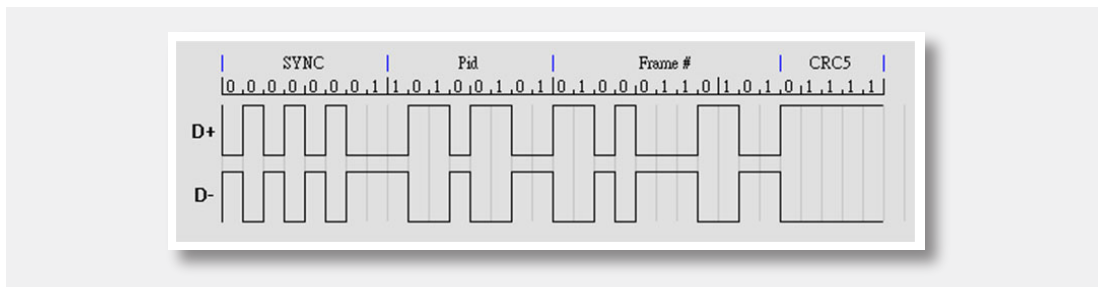 SYNC Pid Frame # CRC5
0 0 0 0 0 0 0 1 1 0 1 0 0 1 0 1 0 1 0 0 0 1 1 0 1 0 1 0 1 1 1 1
D+
D-